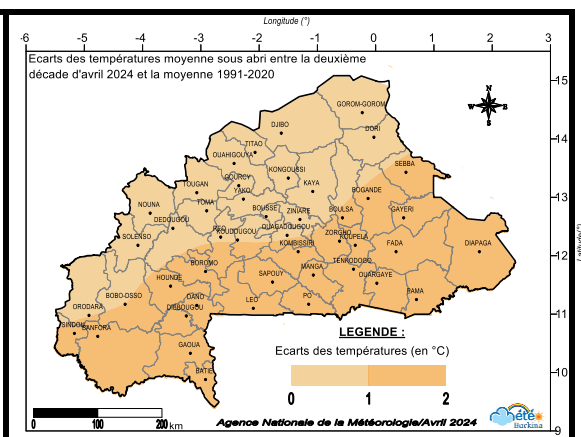 Longitude (°)
-6 -5 -4 -3 -2 -1 0 1 2 3
Ecarts des températures moyenne sous abri entre la deuxième
décade d'avril 2024 et la moyenne 1991-2020
15
N
W E
S
GOROM-GOROM
DJIBO
DORI
14
TITAO
OUAHIGOUYA
SEBBA
KONGOUSSI
GOURCY
TOUGAN
KAYA
YAKO
BOGANDE
13
NOUNA
TOMA
BOUSSE
ZINIARE
BOULSA
GAYERI
DEDOUGOU
REO
KOUDOUGOU
OUAGADOUGOU
ZORGHO
SOLENSO
KOUPELA
KOMBISSIRI
FADA
DIAPAGA
Latitude(°)
12
BOROMO
MANGA
TENKODOGO
HOUNDE
SAPOUY
OUARGAYE
BOBO-DSSO
DANO
LEO
PO
PAMA
ORODARA
DIEBOUGOU
11
SINDOU
BANFORA
LEGENDE :
GAOUA
Ecarts des températures (en °C)
BATIE
10
0 1 2
0 100 200 km
Agence Nationale de la Météorologie/Avril 2024
météo
Burkina
9